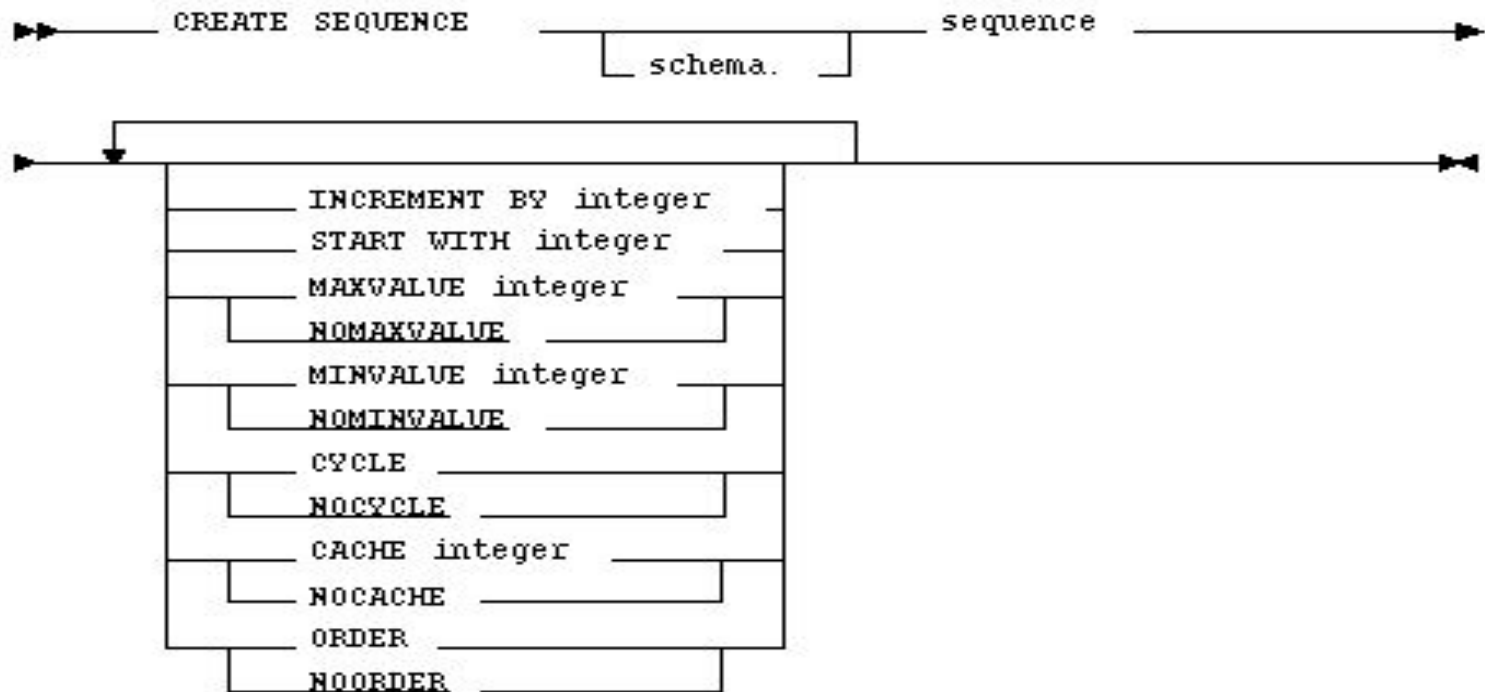 CREATE SEQUENCE sequence
schema.
INCREMENT BY integer
START WITH integer
MAXVALUE integer
NOMAXVALUE
MINVALUE integer
NOMINVALUE
CYCLE
NOCYCLE
CACHE integer
NOCACHE
ORDER
NOORDER